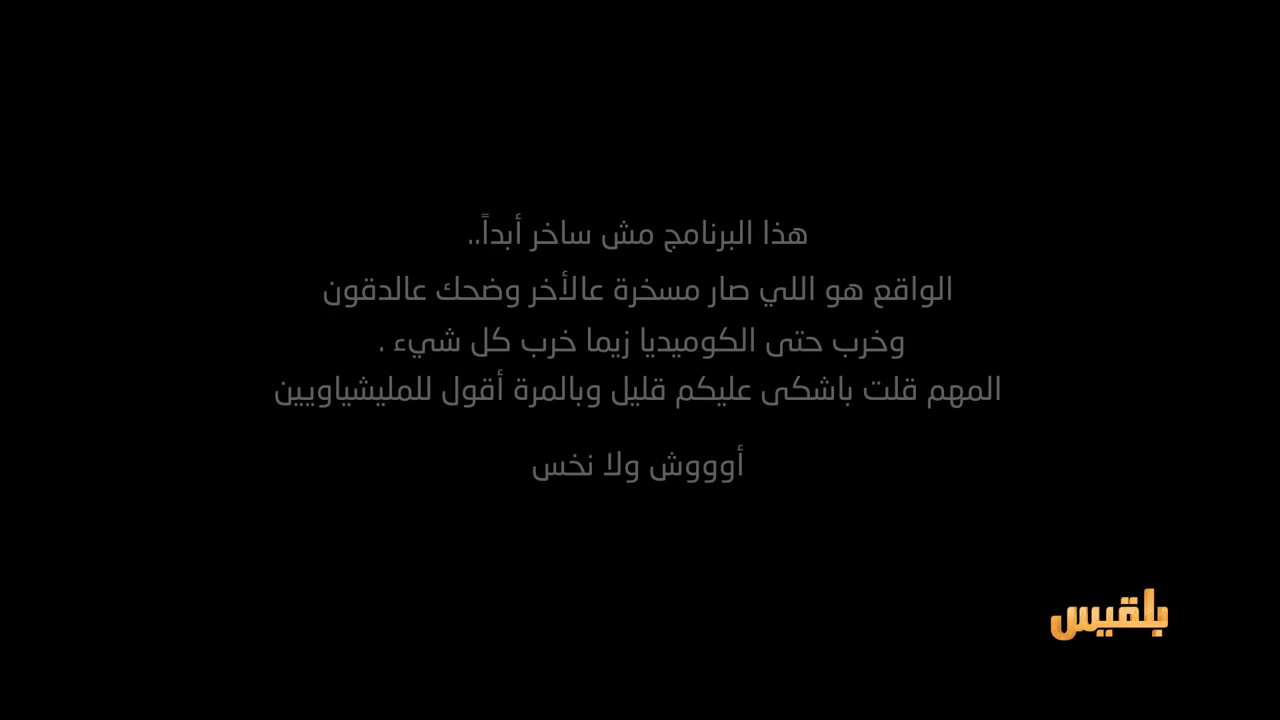 هذا البرنامج مش ساخر أبداً..
الواقع هو اللي صار مسخرة عالأخر وضحك عالدقون
وخرب حتى الكوميديا زيما خرب كل شيء .
المهم قلت باشكى عليكم قليل وبالمرة أقول للمليشياويين
أوووش ولا نخس
بلقيس